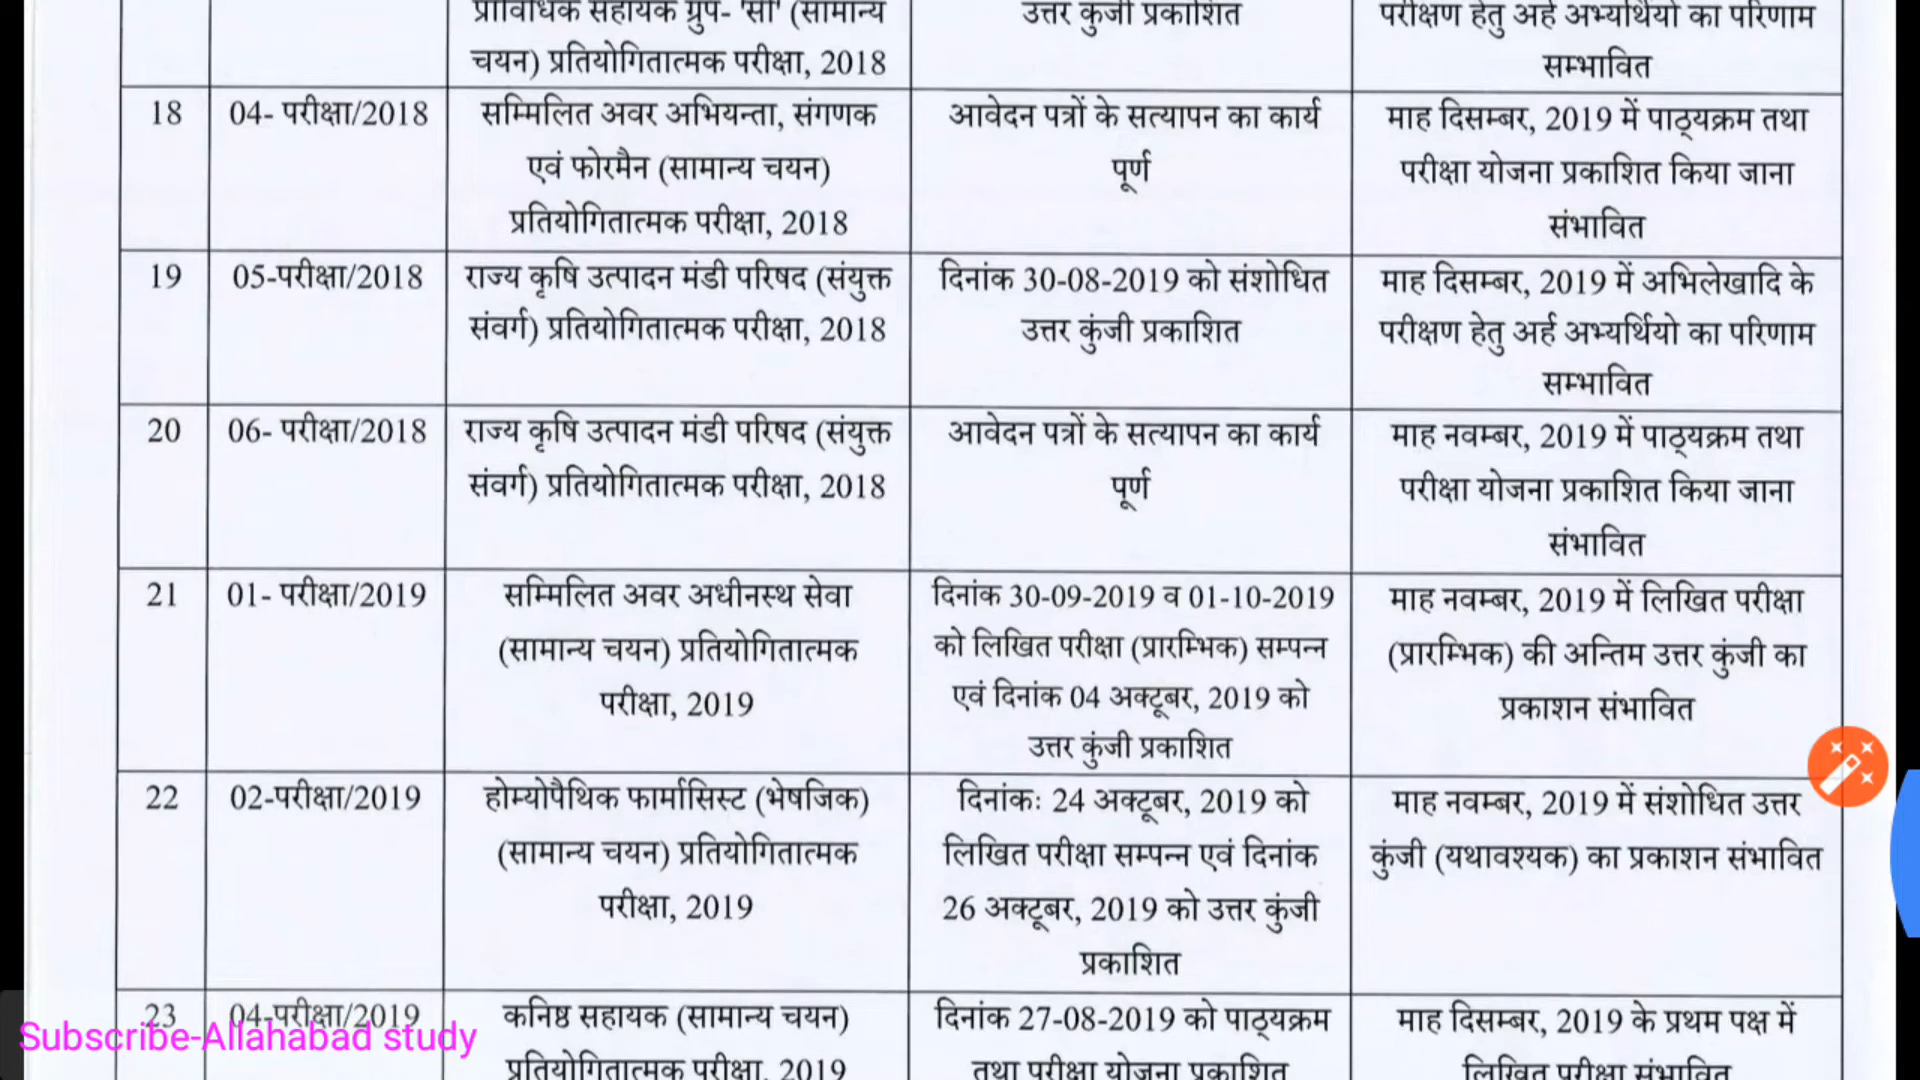 प्राविधिक सहायक ग्रुप- 'सी' (सामान्य
चयन) प्रतियोगितात्मक परीक्षा, 2018
उत्तर कुंजी प्रकाशित
परीक्षण हेतु अर्ह अभ्यर्थियो का परिणाम
सम्भावित
18
04- परीक्षा/2018
सम्मिलित अवर अभियन्ता, संगणक
एवं फोरमैन (सामान्य चयन)
प्रतियोगितात्मक परीक्षा, 2018
आवेदन पत्रों के सत्यापन का कार्य
पूर्ण
माह दिसम्बर, 2019 में पाठ्यक्रम तथा
परीक्षा योजना प्रकाशित किया जाना
संभावित
19
05-परीक्षा/2018
राज्य कृषि उत्पादन मंडी परिषद (संयुक्त
संवर्ग) प्रतियोगितात्मक परीक्षा, 2018
दिनांक 30-08-2019 को संशोधित
उत्तर कुंजी प्रकाशित
माह दिसम्बर, 2019 में अभिलेखादि के
परीक्षण हेतु अर्ह अभ्यर्थियो का परिणाम
सम्भावित
20
06- परीक्षा/2018
राज्य कृषि उत्पादन मंडी परिषद (संयुक्त
संवर्ग) प्रतियोगितात्मक परीक्षा, 2018
आवेदन पत्रों के सत्यापन का कार्य
पूर्ण
माह नवम्बर, 2019 में पाठ्यक्रम तथा
परीक्षा योजना प्रकाशित किया जाना
संभावित
21
01- परीक्षा/2019
सम्मिलित अवर अधीनस्थ सेवा
(सामान्य चयन) प्रतियोगितात्मक
परीक्षा, 2019
दिनांक 30-09-2019 व 01-10-2019
को लिखित परीक्षा (प्रारम्भिक) सम्पन्न
एवं दिनांक 04 अक्टूबर, 2019 को
उत्तर कुंजी प्रकाशित
माह नवम्बर, 2019 में लिखित परीक्षा
(प्रारम्भिक) की अन्तिम उत्तर कुंजी का
प्रकाशन संभावित
22
02-परीक्षा/2019
होम्योपैथिक फार्मासिस्ट (भेषजिक)
(सामान्य चयन) प्रतियोगितात्मक
परीक्षा, 2019
दिनांकः 24 अक्टूबर, 2019 को
लिखित परीक्षा सम्पन्न एवं दिनांक
26 अक्टूबर, 2019 को उत्तर कुंजी
प्रकाशित
माह नवम्बर, 2019 में संशोधित उत्तर
कुंजी (यथावश्यक) का प्रकाशन संभावित
23
04-परीक्षा/2019
कनिष्ठ सहायक (सामान्य चयन)
प्रतियोगितात्मक परीक्षा, 2019
दिनांक 27-08-2019 को पाठ्यक्रम
तथा परीक्षा योजना प्रकाशित
माह दिसम्बर, 2019 के प्रथम पक्ष में
लिखित परीक्षा संभावित
Subscribe-Allahabad study